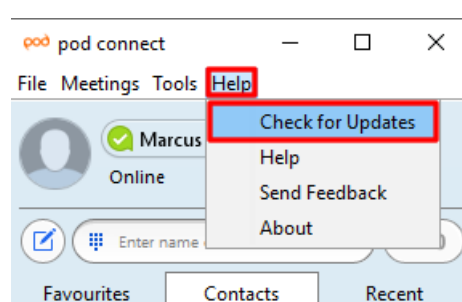 pod pod connect
File Meetings Tools Help
Check for Updates
Marcus
Help
Online
Send Feedback
About
Enter name
Favourites Contacts Recent